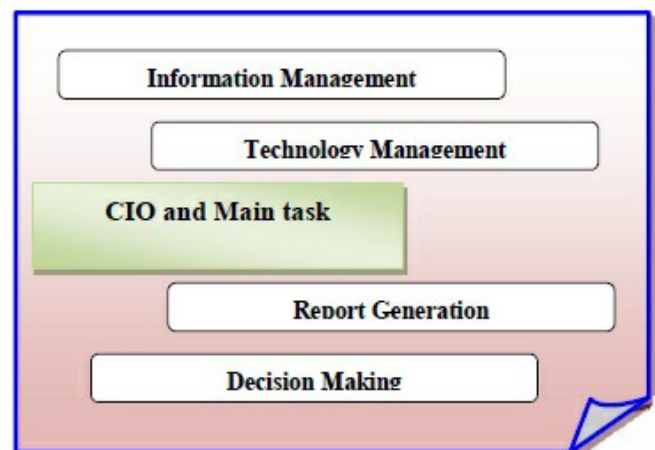 Information Management
Technology Management
CIO and Main task
Report Generation
Decision Making